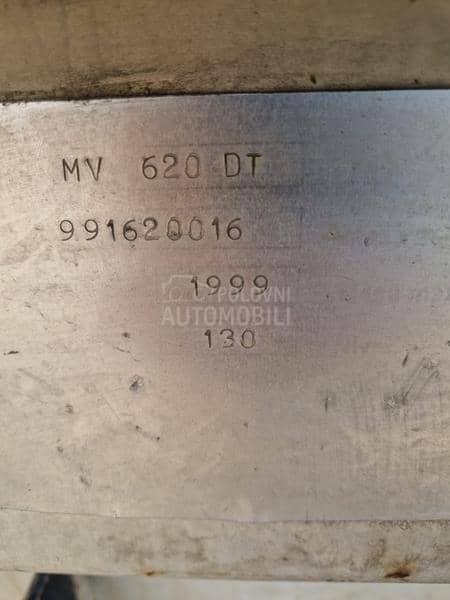 MV 620 DT
991620016
1999
POLOVNI
AUTOMOBILI
130